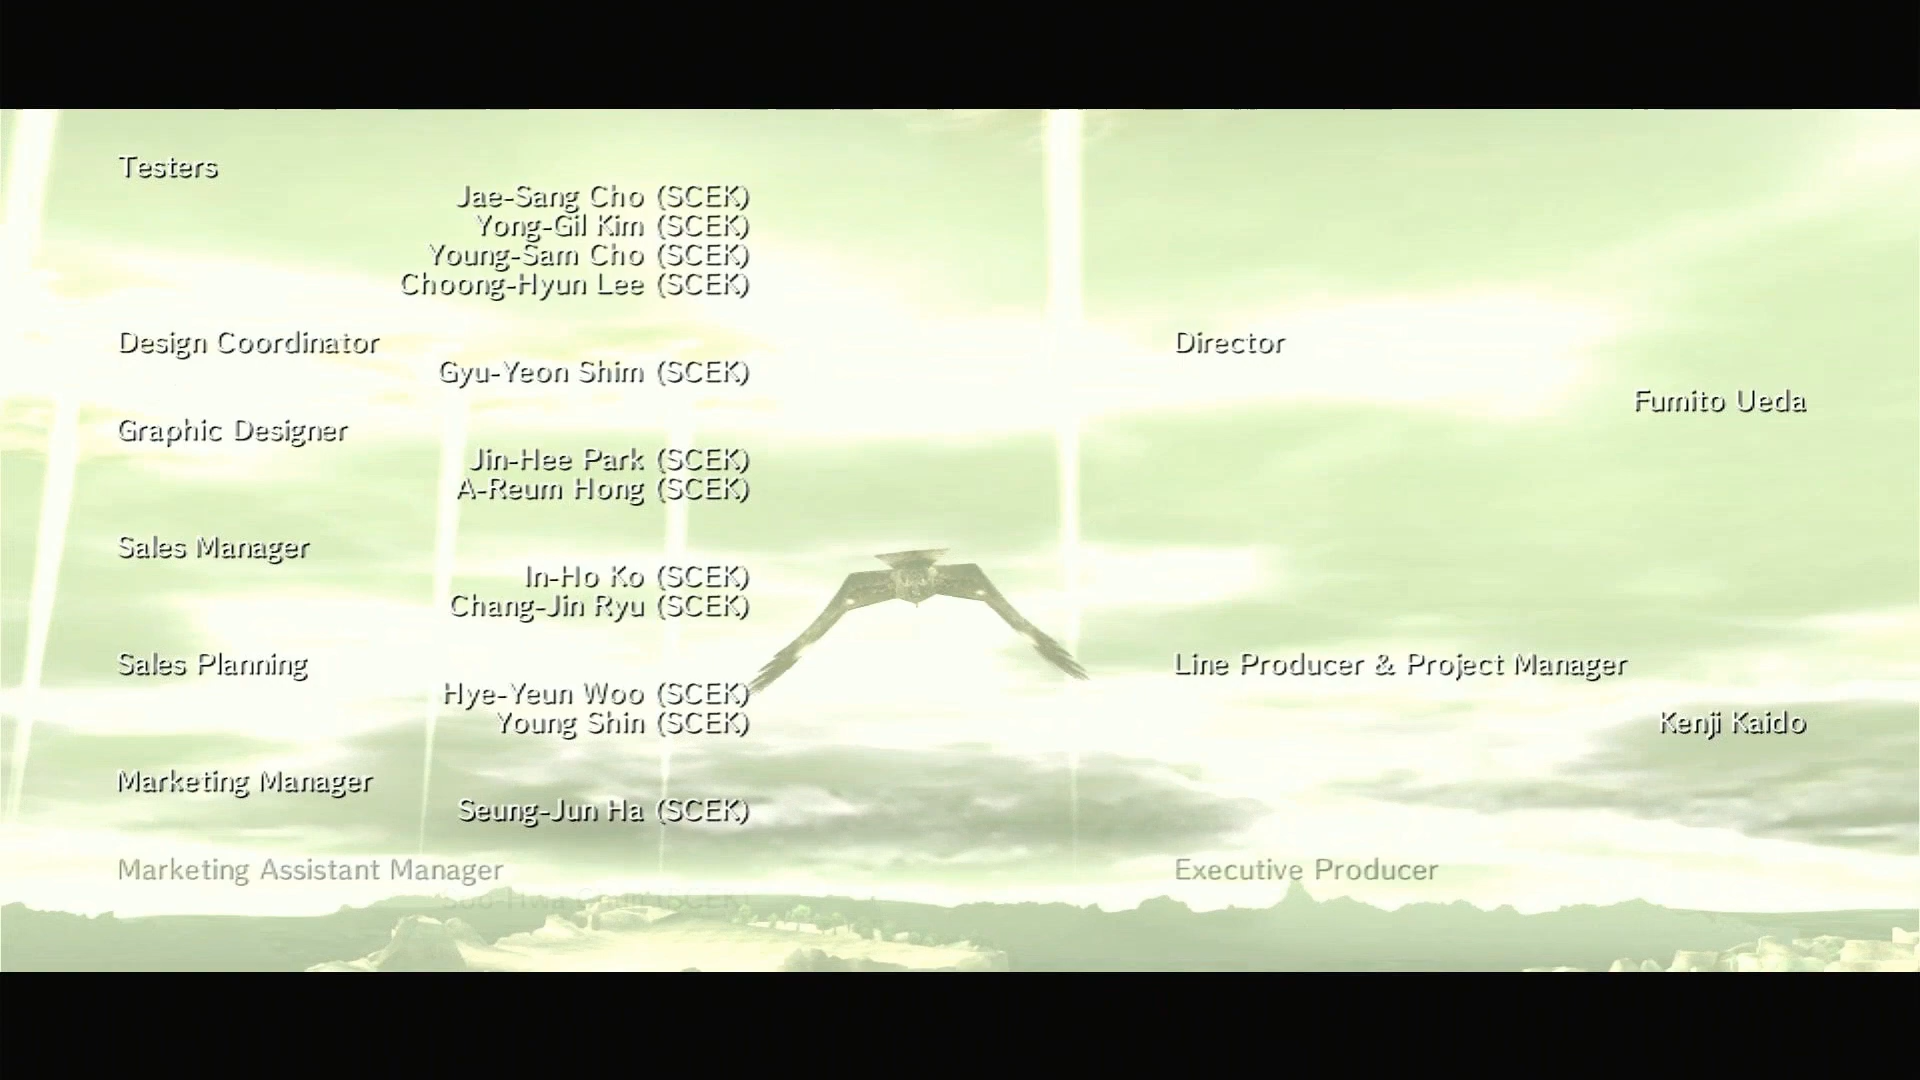 Testers
Jae-Sang Cho (SCEK)
Yong-Gil Kim (SCEK)
Young-Sam Cho (SCEK)
Choong-Hyun Lee (SCEK)
Design Coordinator
Gyu-Yeon Shim (SCEK)
Graphic Designer
Jin-Hee Park (SCEK)
A-Reum Hong (SCEK)
Sales Manager
In-Ho Ko (SCEK)
Chang-Jin Ryu (SCEK)
Sales Planning
Hye-Yeun Woo (SCEK)
Young Shin (SCEK)
Marketing Manager
Seung-Jun Ha (SCEK)
Marketing Assistant Manager
(SCEK)
Director
Fumito Ueda
Line Producer & Project Manager
Kenji Kaido
Executive Producer